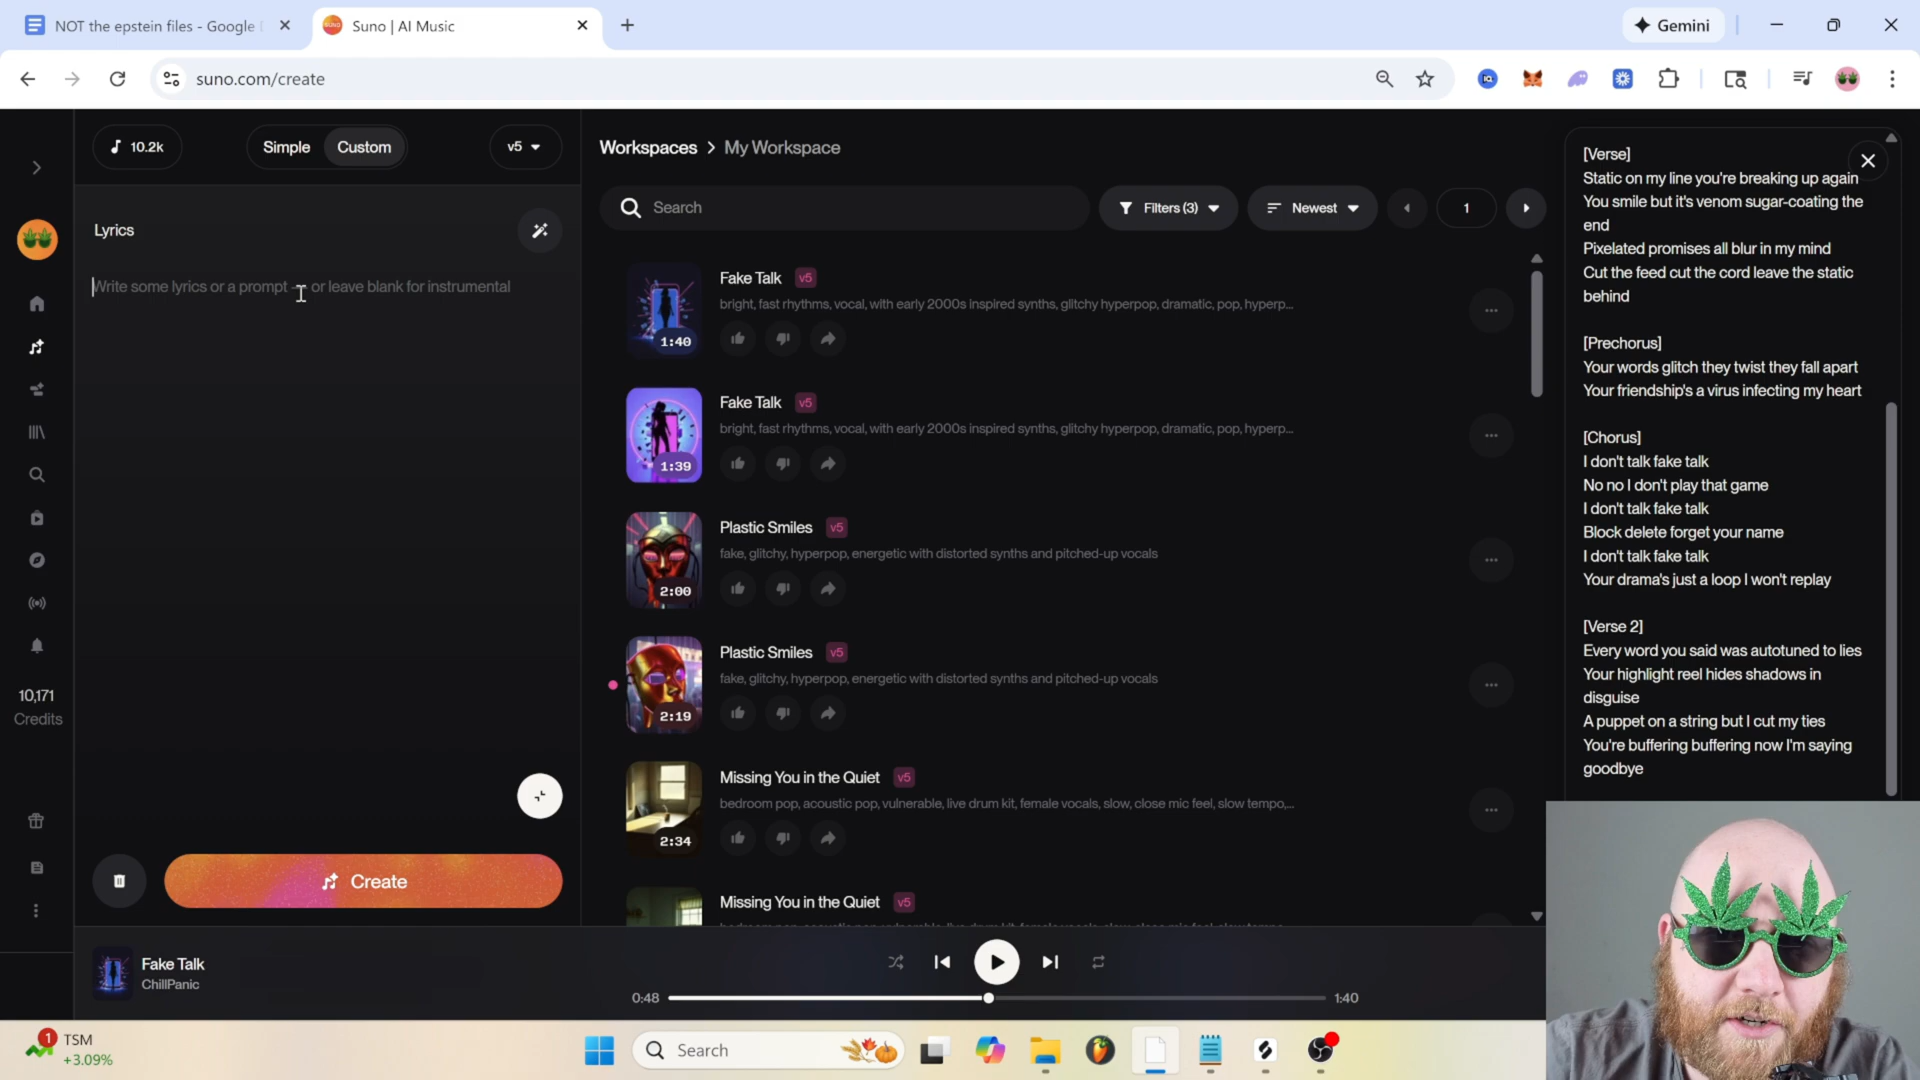 NOT the epstein files - Google
Suno | AI Music
Gemini
suno.com/create
10.2k
Simple
Custom
v5
Workspaces > My Workspace
Lyrics
Search
Filters (3)
Newest
1
Write some lyrics or a prompt — or leave blank for instrumental
Fake Talk v5
bright, fast rhythms, vocal, with early 2000s inspired synths, glitchy hyperpop, dramatic, pop, hyperp...
1:40
Fake Talk v5
bright, fast rhythms, vocal, with early 2000s inspired synths, glitchy hyperpop, dramatic, pop, hyperp...
1:39
Plastic Smiles v5
fake, glitchy, hyperpop, energetic with distorted synths and pitched-up vocals
2:00
Plastic Smiles v5
fake, glitchy, hyperpop, energetic with distorted synths and pitched-up vocals
2:19
Missing You in the Quiet v5
bedroom pop, acoustic pop, vulnerable, live drum kit, female vocals, slow, close mic feel, slow tempo,...
2:34
Missing You in the Quiet v5
10,171
Credits
Create
[Verse]
Static on my line you're breaking up again
You smile but it's venom sugar-coating the
end
Pixelated promises all blur in my mind
Cut the feed cut the cord leave the static
behind
[Prechorus]
Your words glitch they twist they fall apart
Your friendship's a virus infecting my heart
[Chorus]
I don't talk fake talk
No no I don't play that game
I don't talk fake talk
Block delete forget your name
I don't talk fake talk
Your drama's just a loop I won't replay
[Verse 2]
Every word you said was autotuned to lies
Your highlight reel hides shadows in
disguise
A puppet on a string but I cut my ties
You're buffering buffering now I'm saying
goodbye
Fake Talk
ChillPanic
0:48
1:40
1
TSM
+3.09%
Search